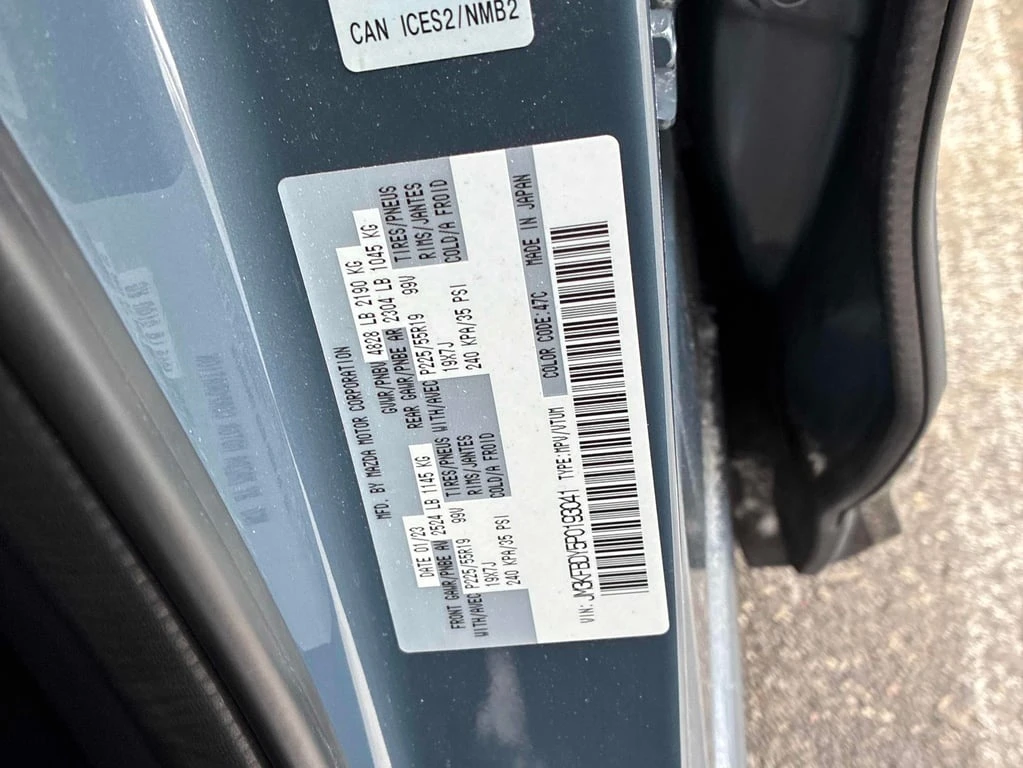 CAN ICES2/NMB2
MFD. BY MAZDA MOTOR CORPORATION
DATE 01/23
GVWR/PNBV 4828 LB 2190 KG
FRONT GAWR/PNBE AV 2524 LB 1145 KG
REAR GAWR/PNBE AR 2304 LB 1045 KG
WITH/AVEC P225/55R19 99V TIRES/PNEUS WITH/AVEC P225/55R19 99V TIRES/PNEUS
19X7J RIMS/JANTES 19X7J RIMS/JANTES
240 KPA/35 PSI COLD/A FROID 240 KPA/35 PSI COLD/A FROID
COLOR CODE:47C MADE IN JAPAN
VIN: TYPE:MPV/VTUM